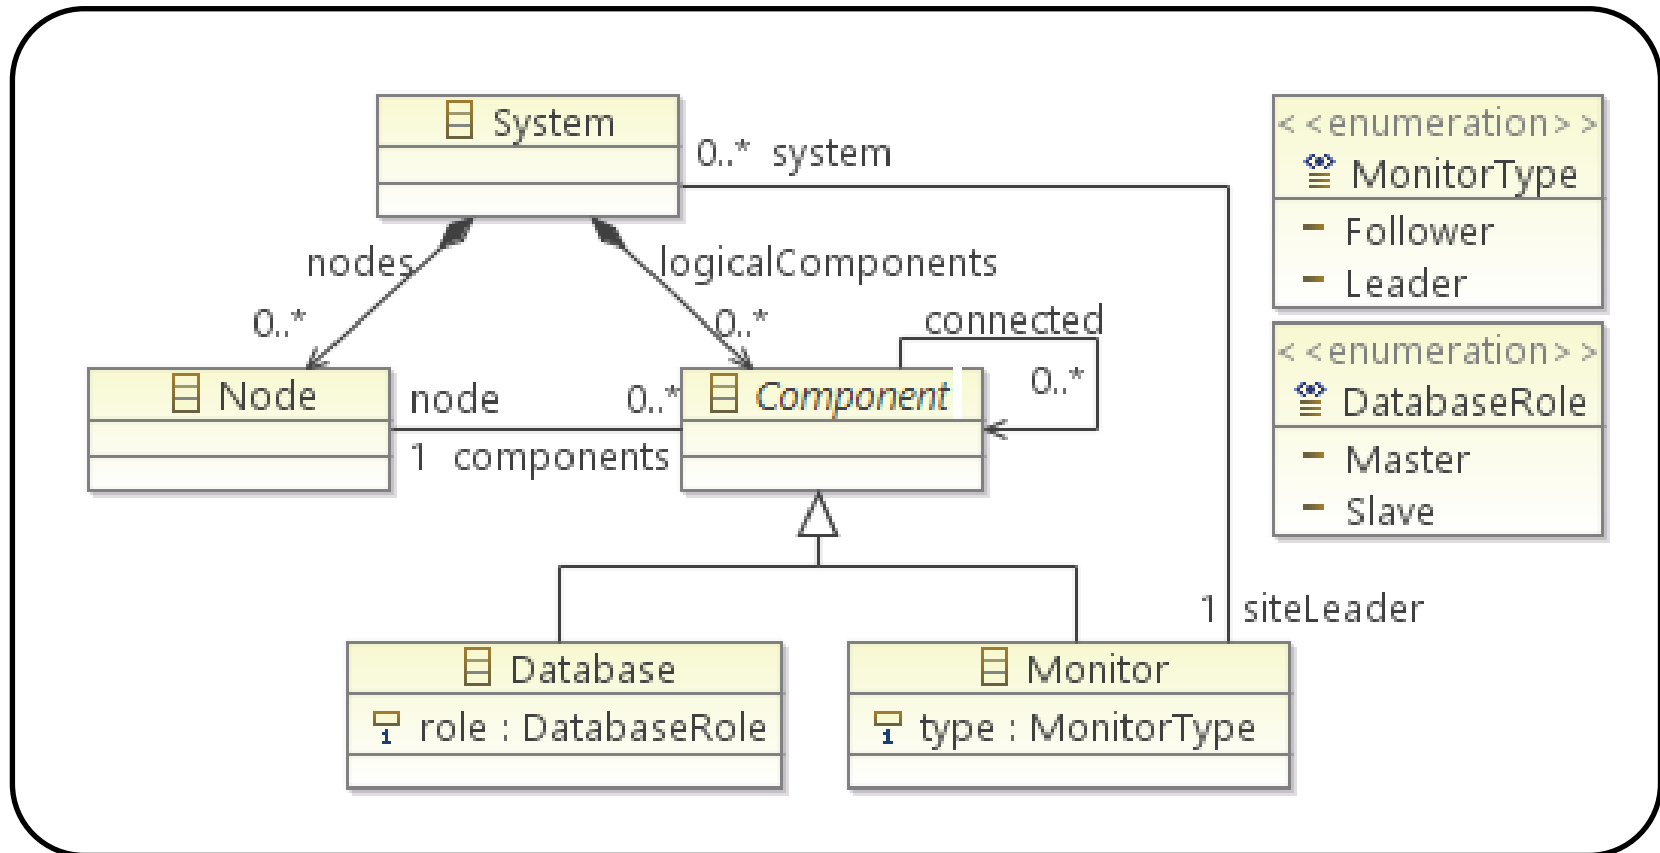 System
0..* system
nodes
logicalComponents
0..*
0..*
connected
0..*
Node
node
0..*
1 components
Component
Database
role : DatabaseRole
1 siteLeader
Monitor
type : MonitorType
<<enumeration>>
MonitorType
Follower
Leader
<<enumeration>>
DatabaseRole
Master
Slave